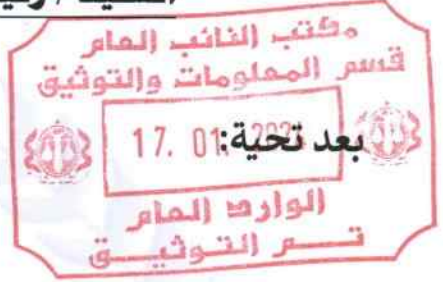 مكتب النائب العام
قسم المعلومات والتوثيق
17. 01.
بعد تحية:
الوارد العام
تم التوثيق